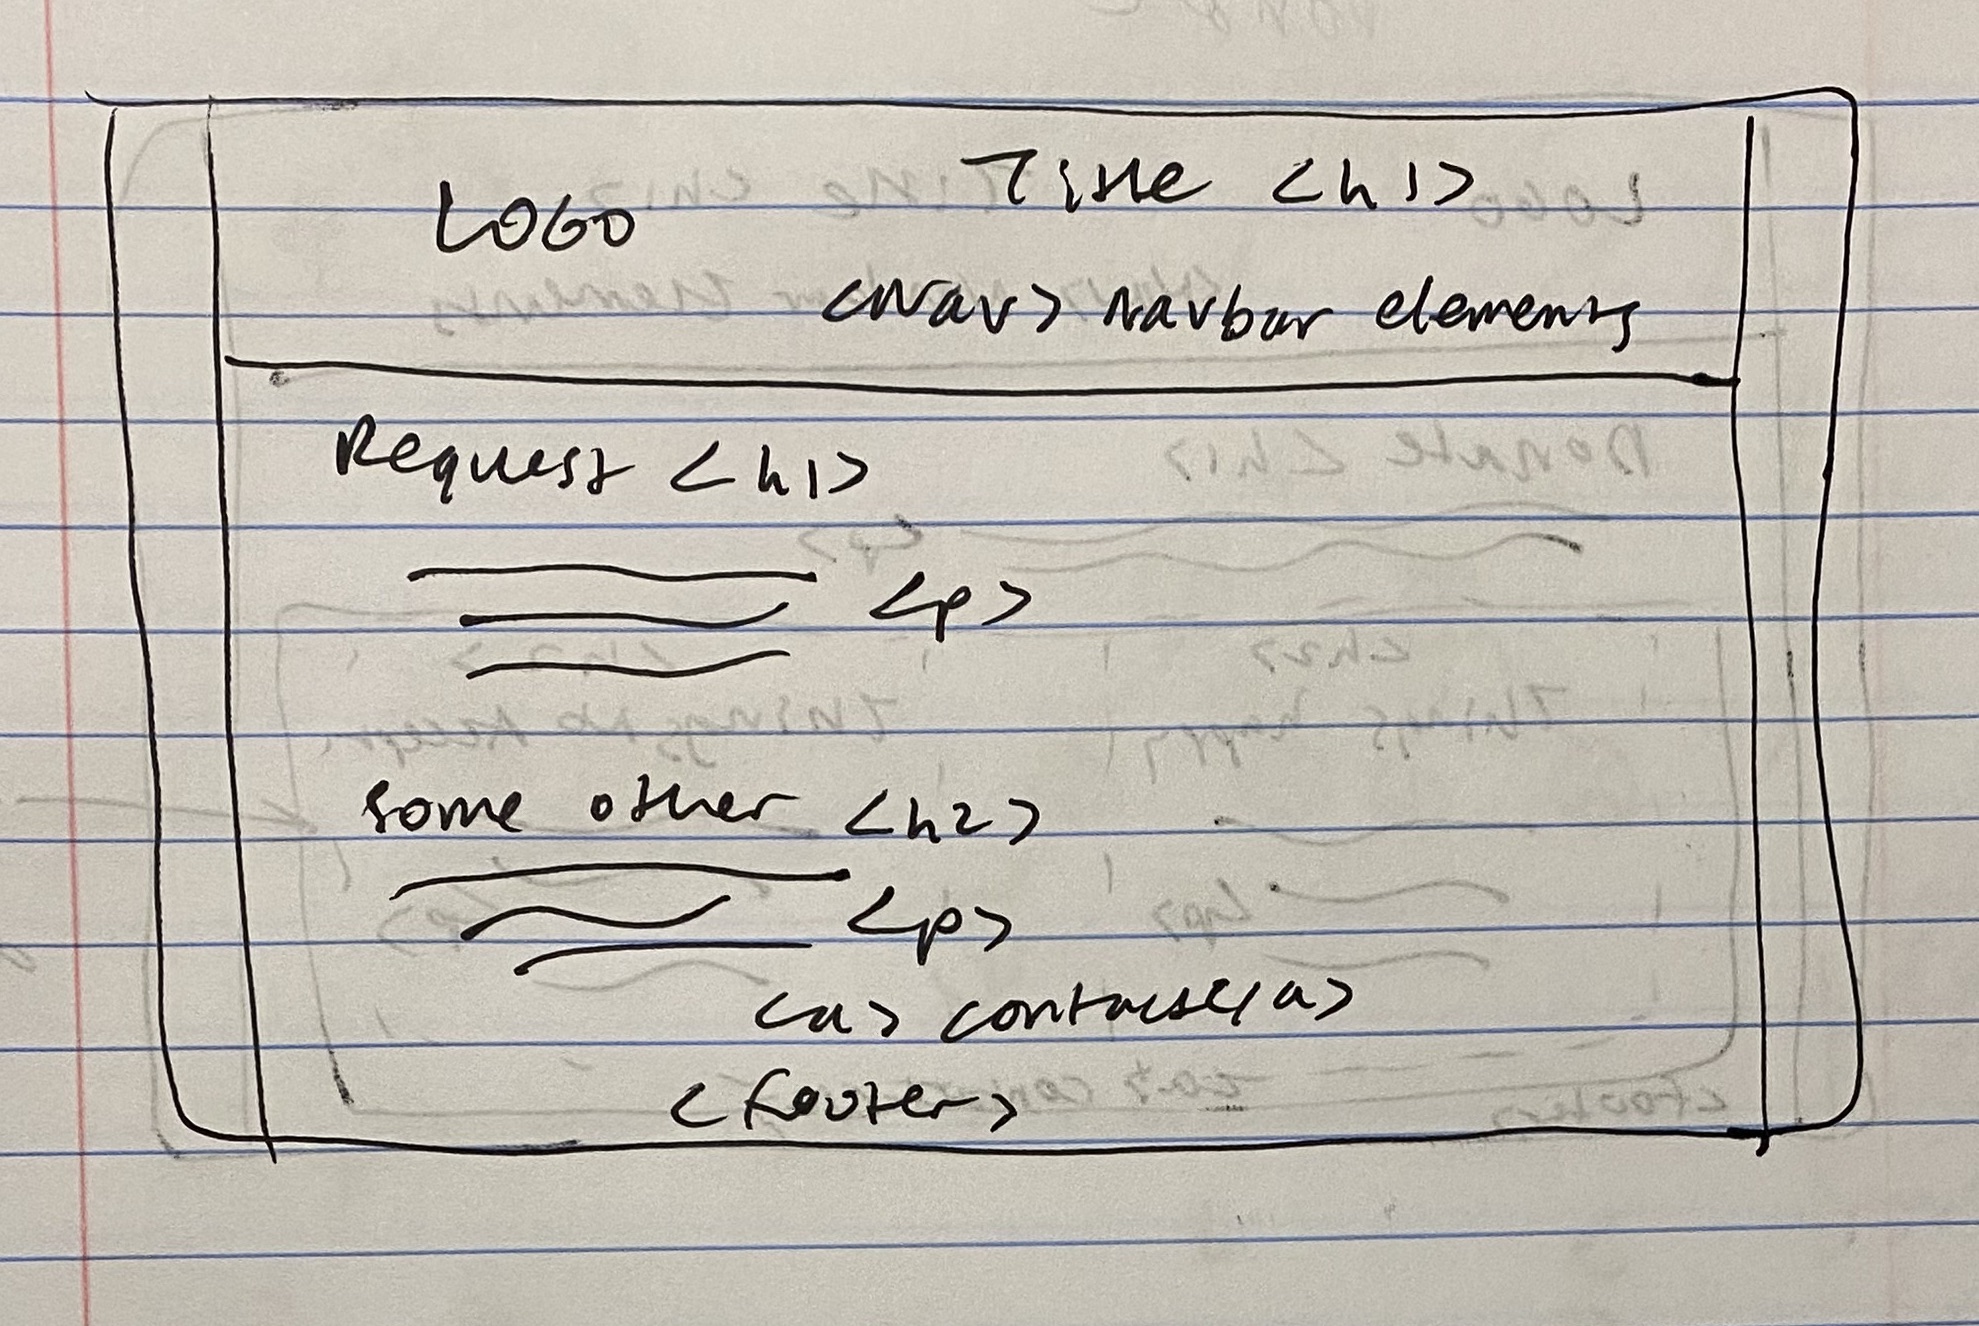 LOGO
Title <h1>
<Nav> Navbar elements
Request <h1>
<p>
some other <h2>
<p>
<a> contact</a>
<footer>